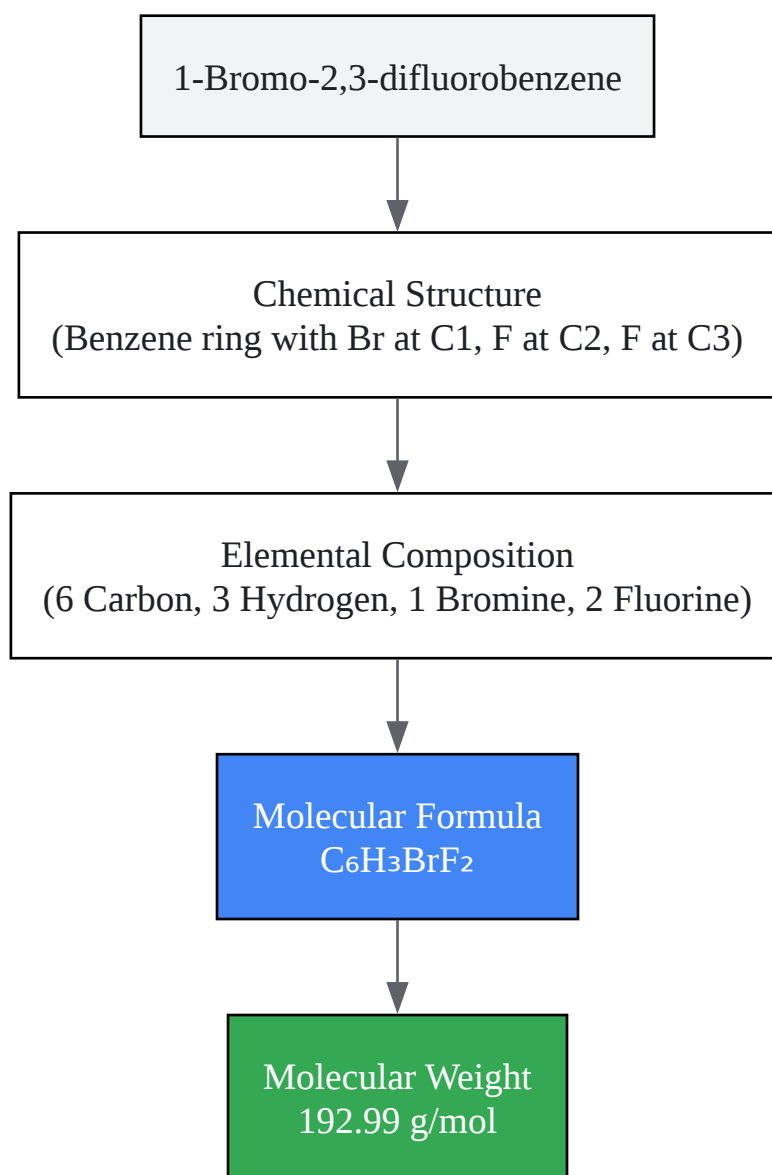 1-Bromo-2,3-difluorobenzene
Chemical Structure
(Benzene ring with Br at C1, F at C2, F at C3)
Elemental Composition
(6 Carbon, 3 Hydrogen, 1 Bromine, 2 Fluorine)
Molecular Formula
C₆H₃BrF₂
Molecular Weight
192.99 g/mol